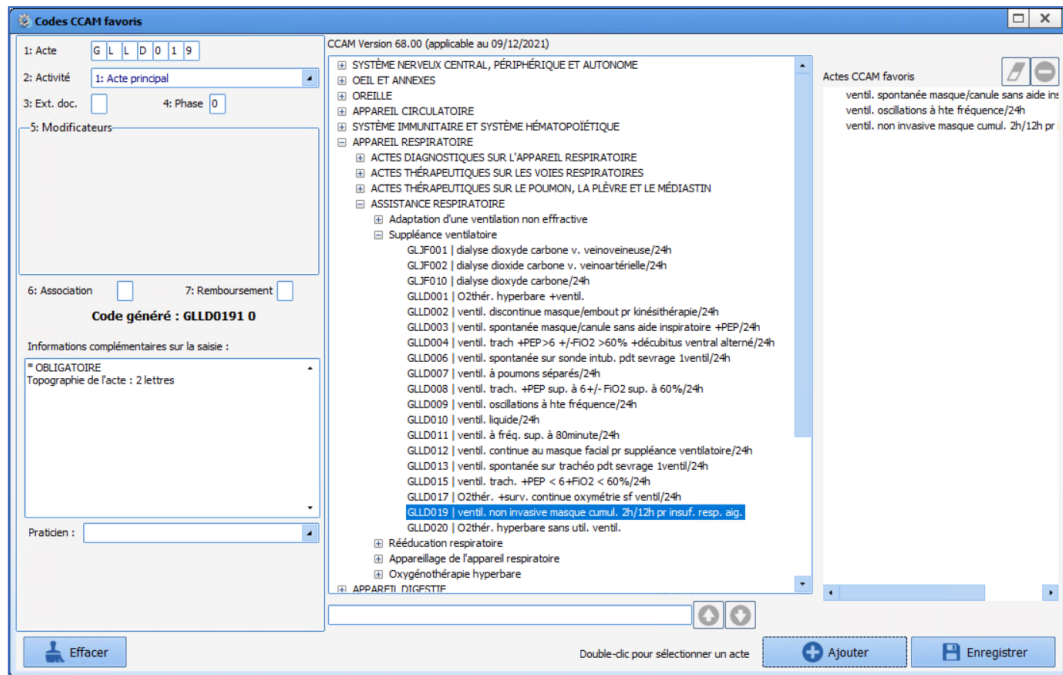 Codes CCAM favoris
1: Acte G L L D 0 1 9
2: Activité 1: Acte principal
3: Ext. doc. 4: Phase 0
5: Modificateurs
6: Association 7: Remboursement
Code généré : GLLD0191 0
Informations complémentaires sur la saisie :
* OBLIGATOIRE
Topographie de l'acte : 2 lettres
Praticien :
Effacer
CCAM Version 68.00 (applicable au 09/12/2021)
SYSTÈME NERVEUX CENTRAL, PÉRIPHÉRIQUE ET AUTONOME
OEIL ET ANNEXES
OREILLE
APPAREIL CIRCULATOIRE
SYSTÈME IMMUNITAIRE ET SYSTÈME HÉMATOPOÏÉTIQUE
APPAREIL RESPIRATOIRE
ACTES DIAGNOSTIQUES SUR L'APPAREIL RESPIRATOIRE
ACTES THÉRAPEUTIQUES SUR LES VOIES RESPIRATOIRES
ACTES THÉRAPEUTIQUES SUR LE POUMON, LA PLÈVRE ET LE MÉDIASTIN
ASSISTANCE RESPIRATOIRE
Adaptation d'une ventilation non effractive
Suppléance ventilatoire
GLJF001 | dialyse dioxyde carbone v. veinoveineuse/24h
GLJF002 | dialyse dioxide carbone v. veinoartérielle/24h
GLJF010 | dialyse dioxyde carbone/24h
GLLD001 | O2thér. hyperbare +ventil.
GLLD002 | ventil. discontinue masque/embout pr kinésithérapie/24h
GLLD003 | ventil. spontanée masque/canule sans aide inspiratoire +PEP/24h
GLLD004 | ventil. trach +PEP>6 +/-FiO2 >60% +décubitus ventral alterné/24h
GLLD006 | ventil. spontanée sur sonde intub. pdt sevrage 1ventil/24h
GLLD007 | ventil. à poumons séparés/24h
GLLD008 | ventil. trach. +PEP sup. à 6+/- FiO2 sup. à 60%/24h
GLLD009 | ventil. oscillations à hte fréquence/24h
GLLD010 | ventil. liquide/24h
GLLD011 | ventil. à fréq. sup. à 80minute/24h
GLLD012 | ventil. continue au masque facial pr suppléance ventilatoire/24h
GLLD013 | ventil. spontanée sur trachéo pdt sevrage 1ventil/24h
GLLD015 | ventil. trach. +PEP < 6+FiO2 < 60%/24h
GLLD017 | O2thér. +surv. continue oxymétrie sf ventil/24h
GLLD019 | ventil. non invasive masque cumul. 2h/12h pr insuf. resp. aig.
GLLD020 | O2thér. hyperbare sans util. ventil.
Rééducation respiratoire
Appareillage de l'appareil respiratoire
Oxygénothérapie hyperbare
APPAREIL DIGESTIF
Actes CCAM favoris
ventil. spontanée masque/canule sans aide ins
ventil. oscillations à hte fréquence/24h
ventil. non invasive masque cumul. 2h/12h pr
Double-clic pour sélectionner un acte
Ajouter
Enregistrer